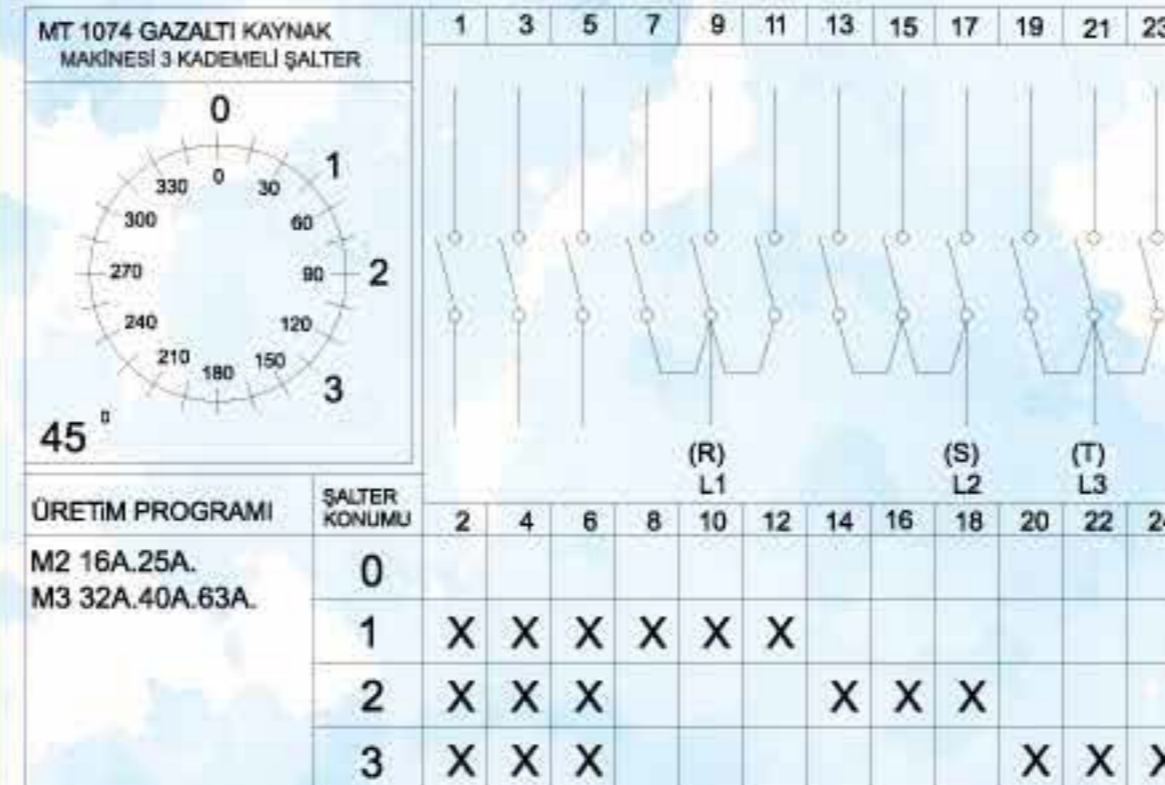 MT 1074 GAZALTI KAYNAK
MAKİNESİ 3 KADEMELİ ŞALTER
1 3 5 7 9 11 13 15 17 19 21 23
0
1
2
3
0 30 60 90 120 150 180 210 240 270 300 330
45 0
(R) (S) (T)
L1 L2 L3
ÜRETİM PROGRAMI
ŞALTER
KONUMU
2 4 6 8 10 12 14 16 18 20 22 24
M2 16A.25A.
M3 32A.40A.63A.
0
1 X X X X X X
2 X X X X X X
3 X X X X X X